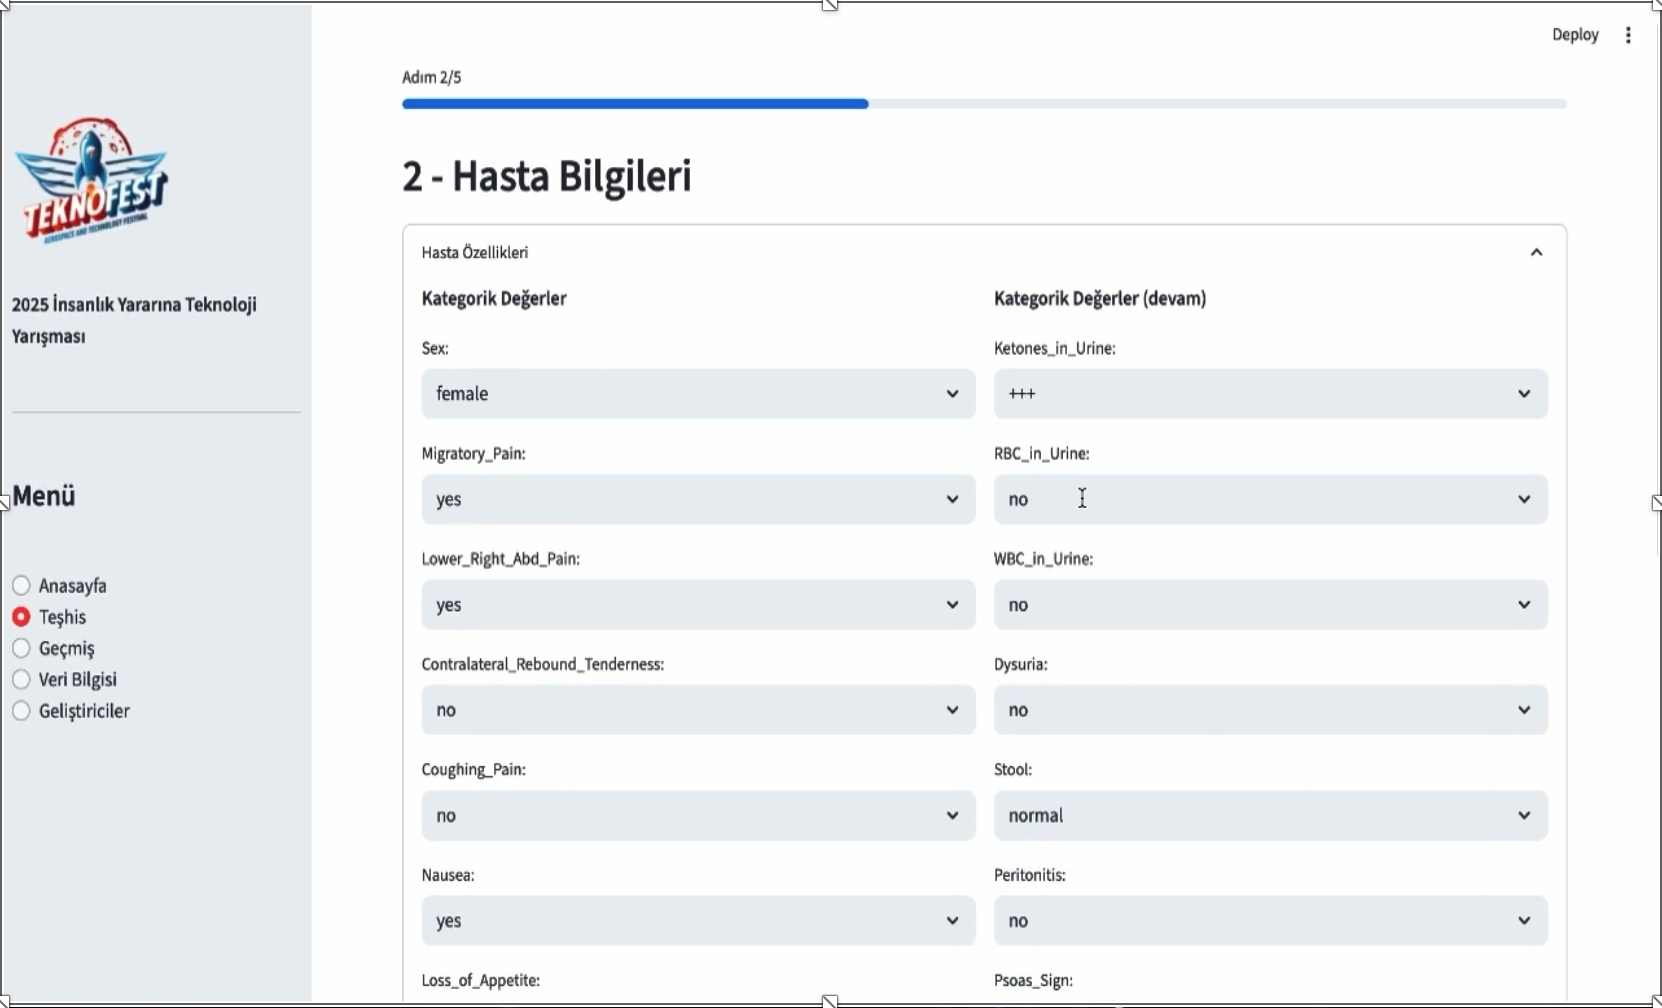 Deploy
Adım 2/5
TEKNOFEST
AEROSPACE AND TECHNOLOGY FESTIVAL
2025 İnsanlık Yararına Teknoloji
Yarışması
Menü
Anasayfa
Teşhis
Geçmiş
Veri Bilgisi
Geliştiriciler
2 - Hasta Bilgileri
Hasta Özellikleri
Kategorik Değerler
Sex:
female
Migratory_Pain:
yes
Lower_Right_Abd_Pain:
yes
Contralateral_Rebound_Tenderness:
no
Coughing_Pain:
no
Nausea:
yes
Loss_of_Appetite:
Kategorik Değerler (devam)
Ketones_in_Urine:
+++
RBC_in_Urine:
no
WBC_in_Urine:
no
Dysuria:
no
Stool:
normal
Peritonitis:
no
Psoas_Sign: